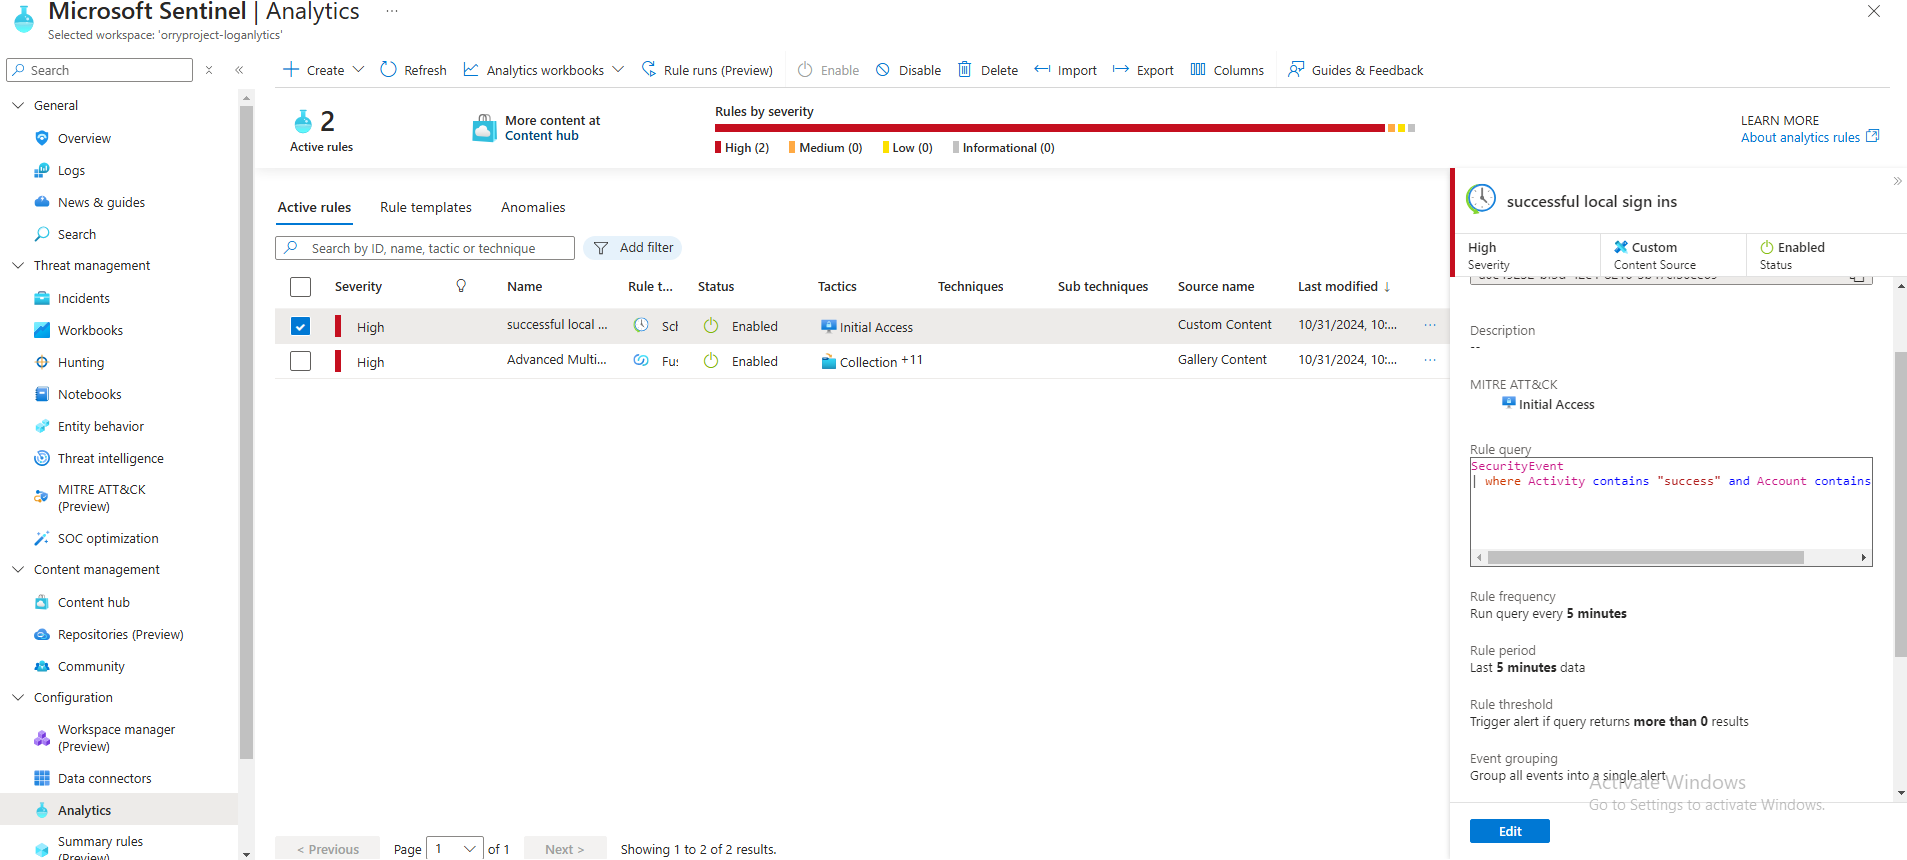 Microsoft Sentinel | Analytics ...
Selected workspace: 'orryproject-loganlytics'
Search
General
Overview
Logs
News & guides
Search
Threat management
Incidents
Workbooks
Hunting
Notebooks
Entity behavior
Threat intelligence
MITRE ATT&CK
(Preview)
SOC optimization
Content management
Content hub
Repositories (Preview)
Community
Configuration
Workspace manager
(Preview)
Data connectors
Analytics
Summary rules
(Preview)
Create
Refresh
Analytics workbooks
Rule runs (Preview)
Enable
Disable
Delete
Import
Export
Columns
Guides & Feedback
2
Active rules
More content at
Content hub
Rules by severity
High (2) Medium (0) Low (0) Informational (0)
LEARN MORE
About analytics rules
Active rules Rule templates Anomalies
Search by ID, name, tactic or technique
Add filter
Severity Name Rule t... Status Tactics Techniques Sub techniques Source name Last modified ↓
High successful local ... Sch Enabled Initial Access Custom Content 10/31/2024, 10:... ...
High Advanced Multi... Fus Enabled Collection +11 Gallery Content 10/31/2024, 10:... ...
< Previous Page 1 of 1 Next > Showing 1 to 2 of 2 results.
successful local sign ins
High
Severity
Custom
Content Source
Enabled
Status
Description
--
MITRE ATT&CK
Initial Access
Rule query
SecurityEvent
| where Activity contains "success" and Account contains
Rule frequency
Run query every 5 minutes
Rule period
Last 5 minutes data
Rule threshold
Trigger alert if query returns more than 0 results
Event grouping
Group all events into a single alert
Activate Windows
Go to Settings to activate Windows.
Edit